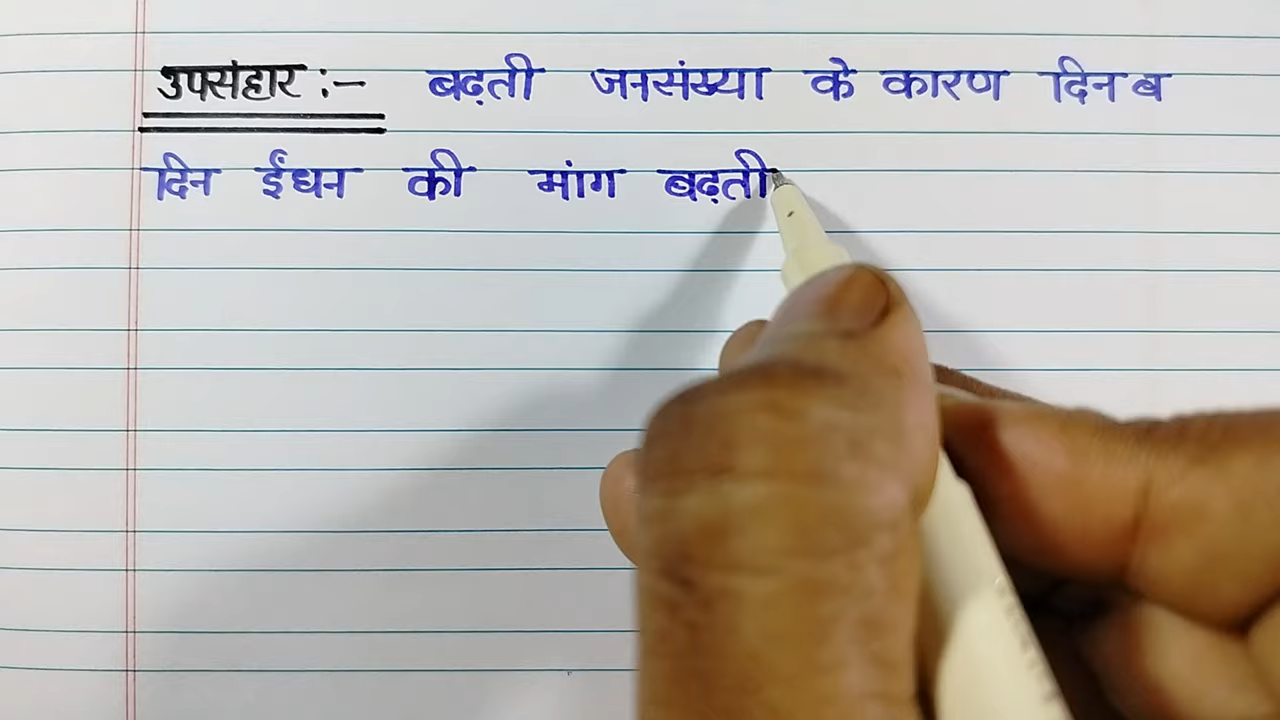 उपसंहार :- बढ़ती जनसंख्या के कारण दिन ब
दिन ईंधन की मांग बढ़ती